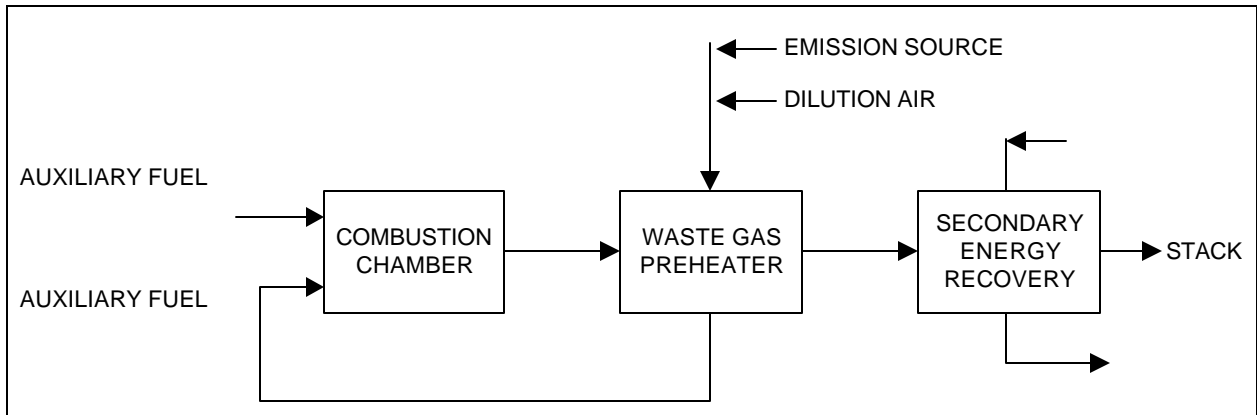 EMISSION SOURCE
DILUTION AIR
AUXILIARY FUEL
AUXILIARY FUEL
COMBUSTION
CHAMBER
WASTE GAS
PREHEATER
SECONDARY
ENERGY
RECOVERY
STACK